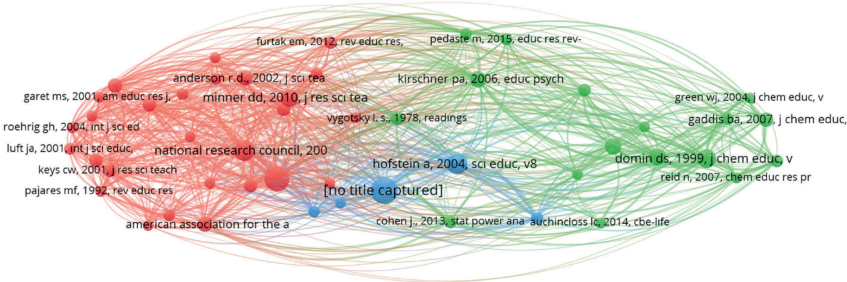 furtak em, 2012, rev educ res,
pedaste m, 2015, educ res rev-
anderson r.d., 2002, j sci tea
kirschner pa, 2006, educ psych
garet ms, 2001, am educ res j,
minner dd, 2010, j res sci tea
green wj, 2004, j chem educ, v
vygotsky l. s., 1978, readings
gaddis ba, 2007, j chem educ,
roehrig gh, 2004, int j sci ed
luft ja, 2001, int j sci educ,
national research council, 200
domin ds, 1999, j chem educ, v
keys cw, 2001, j res sci teach
hofstein a, 2004, sci educ, v8
reid n, 2007, chem educ res pr
pajares mf, 1992, rev educ res
[no title captured]
american association for the a
cohen j., 2013, stat power ana
auchincloss lc, 2014, cbe-life